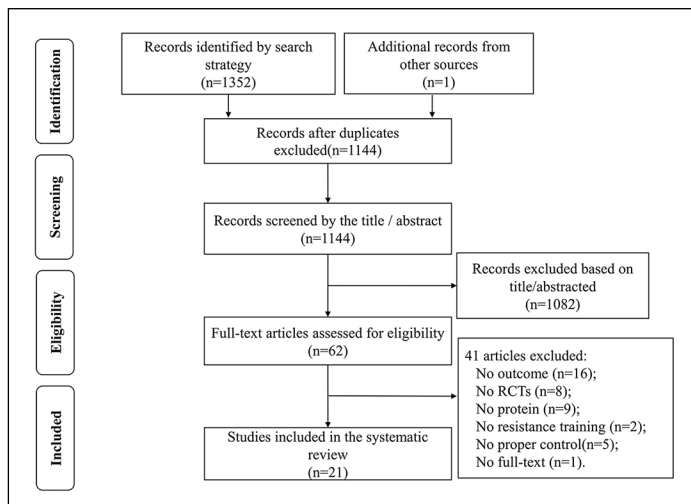 Identification
Records identified by search
strategy
(n=1352)
Additional records from
other sources
(n=1)
Records after duplicates
excluded(n=1144)
Screening
Records screened by the title / abstract
(n=1144)
Records excluded based on
title/abstracted
(n=1082)
Eligibility
Full-text articles assessed for eligibility
(n=62)
41 articles excluded:
No outcome (n=16);
No RCTs (n=8);
No protein (n=9);
No resistance training (n=2);
No proper control(n=5);
No full-text (n=1).
Included
Studies included in the systematic
review
(n=21)